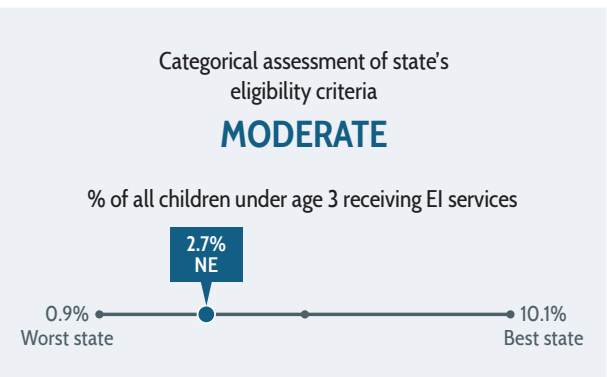 Categorical assessment of state's
eligibility criteria
MODERATE
% of all children under age 3 receiving EI services
2.7%
NE
0.9%
10.1%
Worst state
Best state